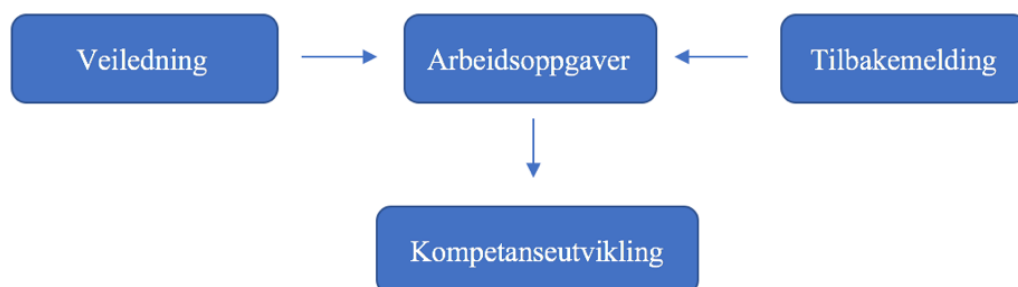 Veiledning
Arbeidsoppgaver
Tilbakemelding
Kompetanseutvikling